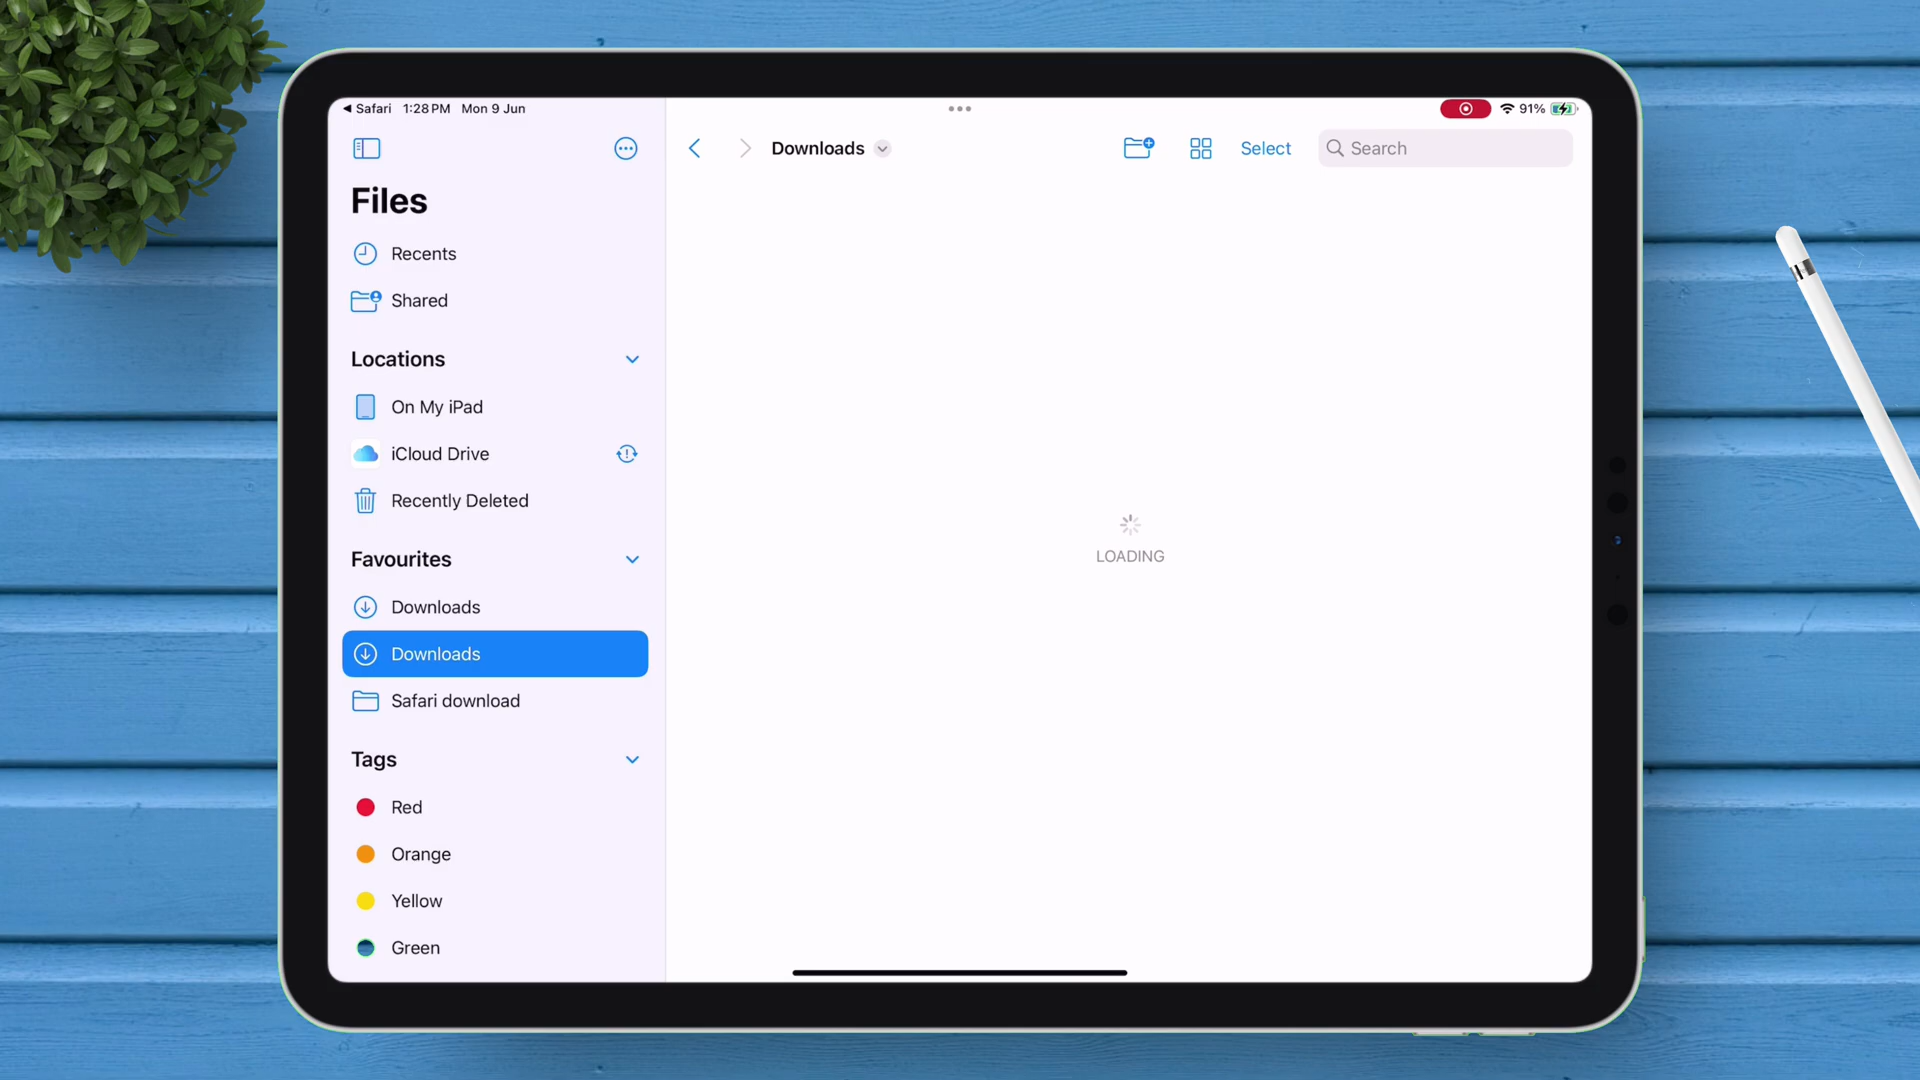 Safari 1:28 PM Mon 9 Jun
91%
Files
Recents
Shared
Locations
On My iPad
iCloud Drive
Recently Deleted
Favourites
Downloads
Downloads
Safari download
Tags
Red
Orange
Yellow
Green
Downloads
Select
Search
LOADING